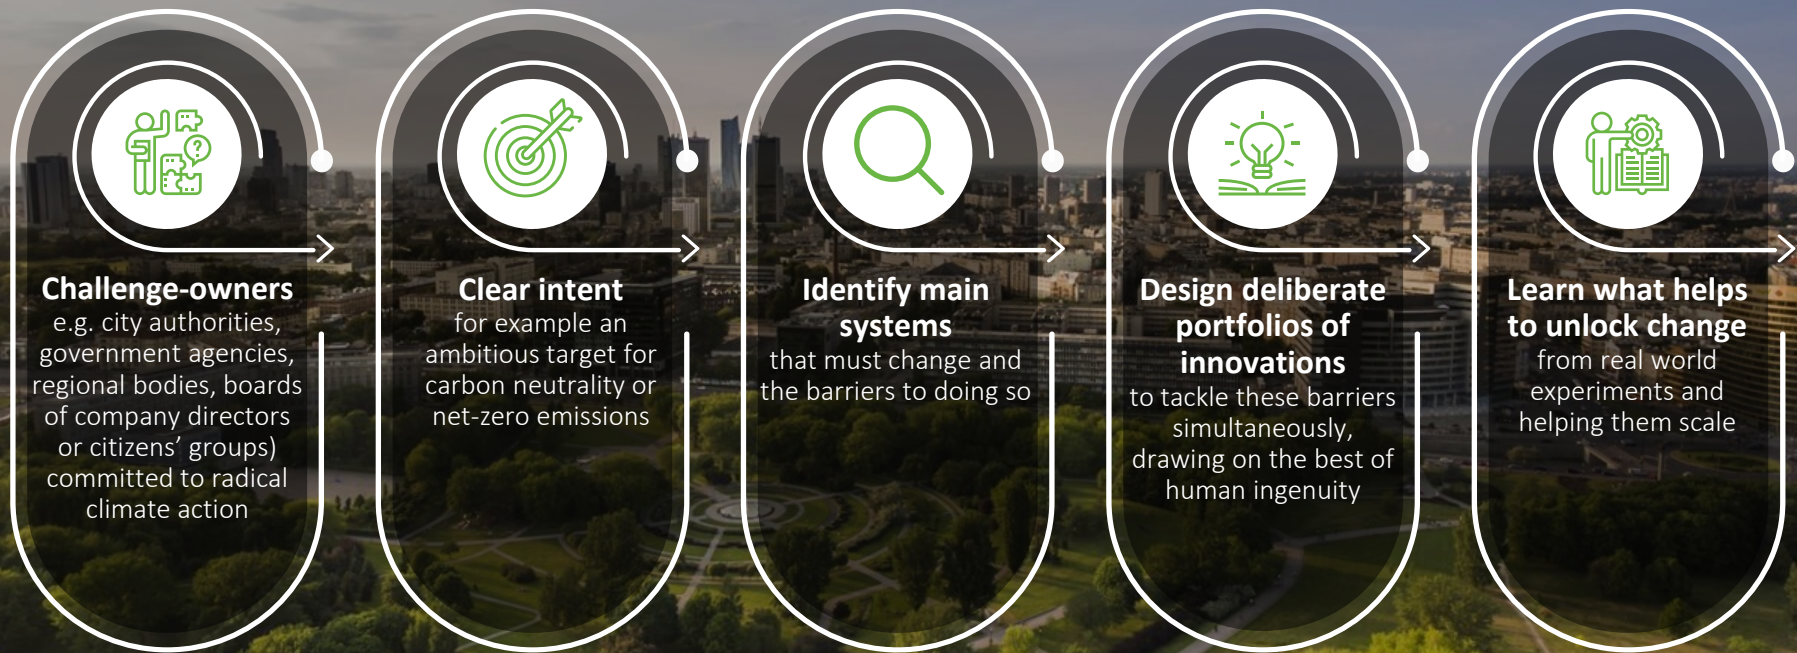 Challenge-owners
e.g. city authorities,
government agencies,
regional bodies, boards
of company directors
or citizens’ groups)
committed to radical
climate action
Clear intent
for example an
ambitious target for
carbon neutrality or
net-zero emissions
Identify main
systems
that must change and
the barriers to doing so
Design deliberate
portfolios of
innovations
to tackle these barriers
simultaneously,
drawing on the best of
human ingenuity
Learn what helps
to unlock change
from real world
experiments and
helping them scale